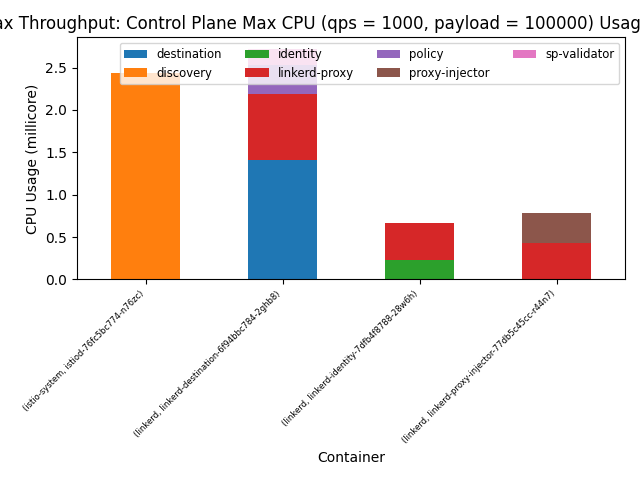 ax Throughput: Control Plane Max CPU (qps = 1000, payload = 100000) Usag
destination
identity
policy
sp-validator
discovery
linkerd-proxy
proxy-injector
CPU Usage (millicore)
2.5
2.0
1.5
1.0
0.5
0.0
(istio-system, istiod-76fc5bc774-n76zc)
(linkerd, linkerd-destination-6f94bbc784-2ghb8)
(linkerd, linkerd-identity-7dfb4f8788-28w6h)
(linkerd, linkerd-proxy-injector-77db5c45cc-r44n7)
Container